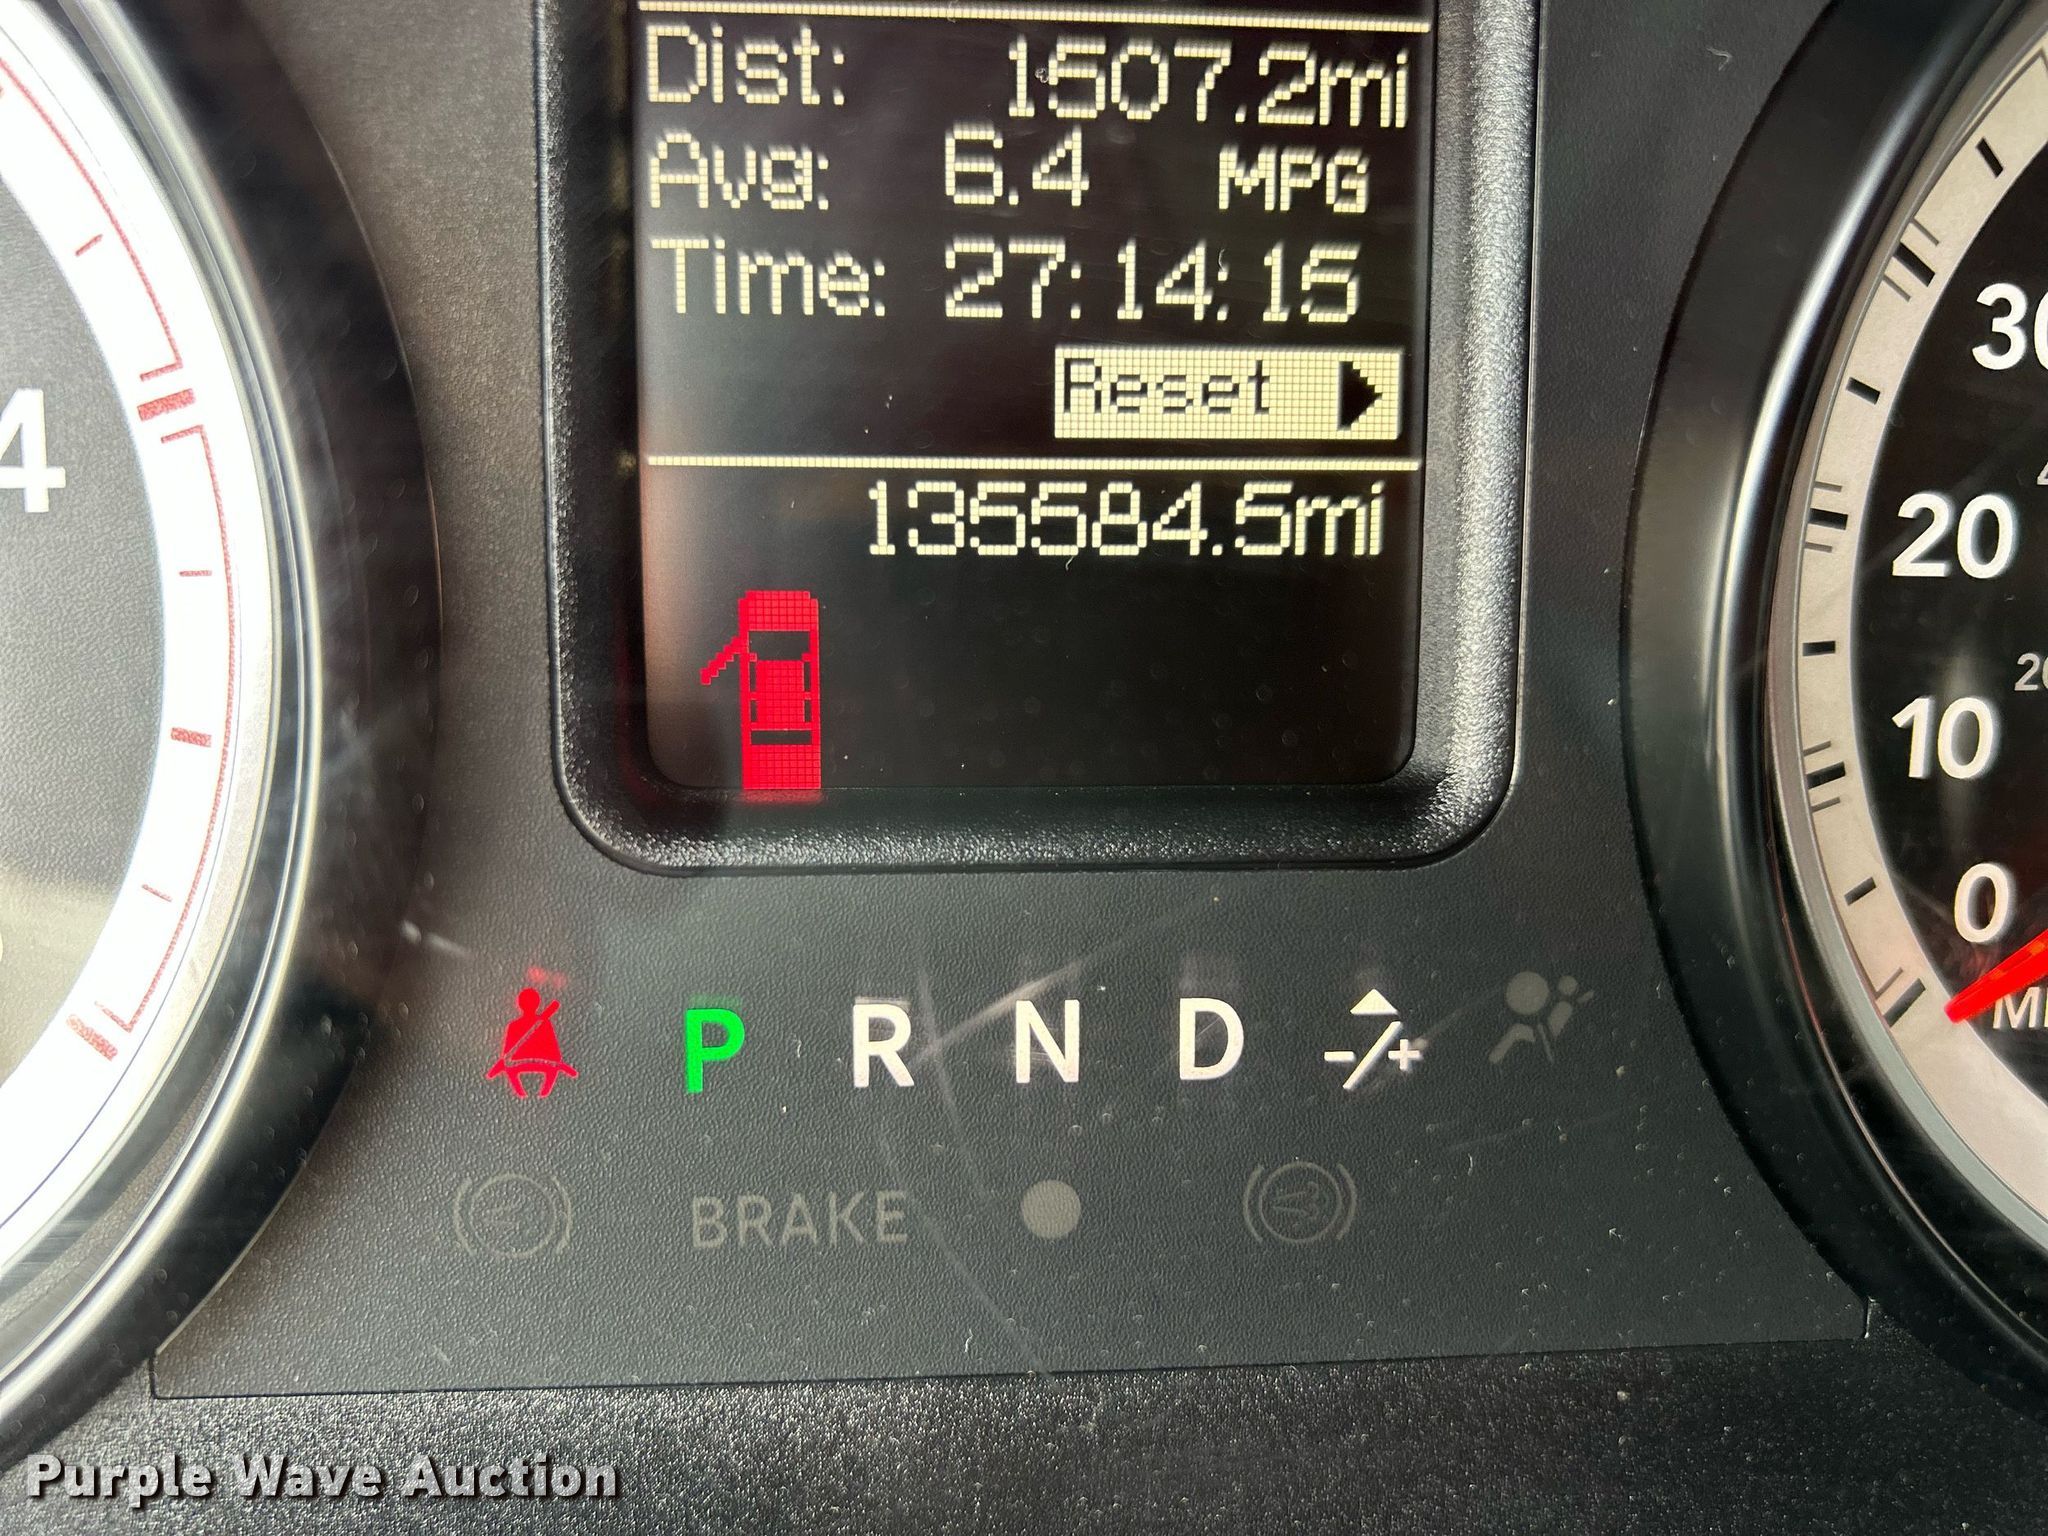 Dist: 1507.2mi
Avg: 6.4 MPG
Time: 27:14:15
Reset
135584.5mi
4
30
20
10
0
20
P R N D - / +
BRAKE
Purple Wave Auction